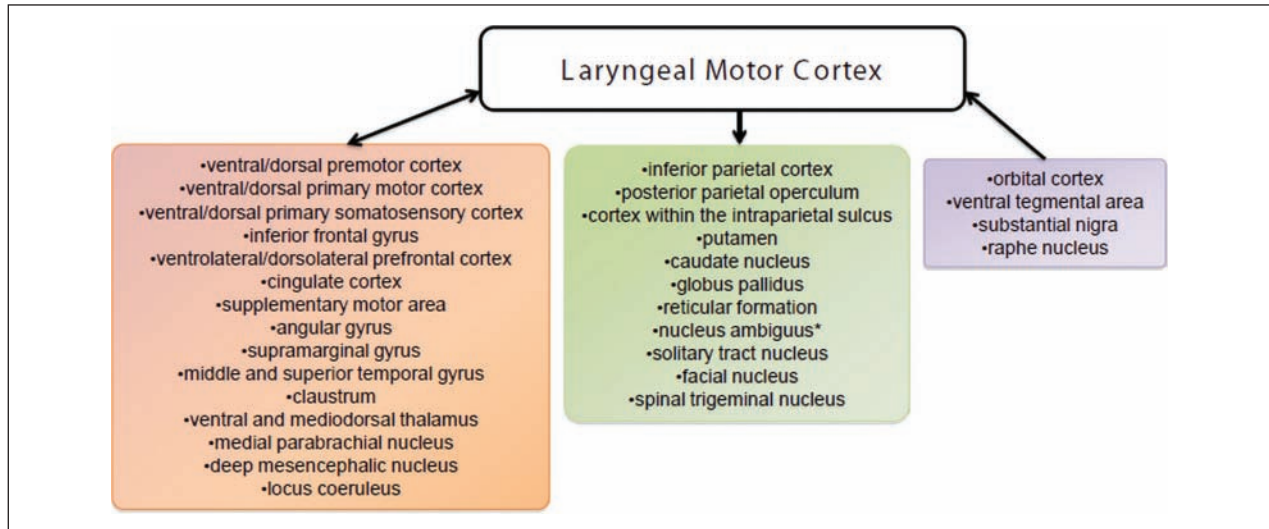 Laryngeal Motor Cortex
•ventral/dorsal premotor cortex
•ventral/dorsal primary motor cortex
•ventral/dorsal primary somatosensory cortex
•inferior frontal gyrus
•ventrolateral/dorsolateral prefrontal cortex
•cingulate cortex
•supplementary motor area
•angular gyrus
•supramarginal gyrus
•middle and superior temporal gyrus
•claustrum
•ventral and mediodorsal thalamus
•medial parabrachial nucleus
•deep mesencephalic nucleus
•locus coeruleus
•inferior parietal cortex
•posterior parietal operculum
•cortex within the intraparietal sulcus
•putamen
•caudate nucleus
•globus pallidus
•reticular formation
•nucleus ambiguus*
•solitary tract nucleus
•facial nucleus
•spinal trigeminal nucleus
•orbital cortex
•ventral tegmental area
•substantial nigra
•raphe nucleus